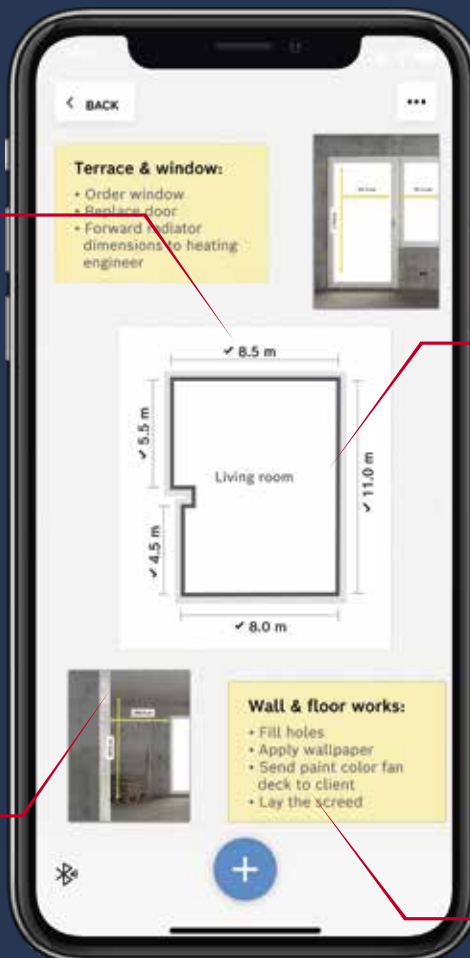 BACK
Terrace & window:
• Order window
• Replace door
• Forward radiator
dimensions to heating
engineer
✓ 8.5 m
✓ 5.5 m
Living room
✓ 11.0 m
✓ 4.5 m
✓ 8.0 m
Wall & floor works:
• Fill holes
• Apply wallpaper
• Send paint color fan
deck to client
• Lay the screed